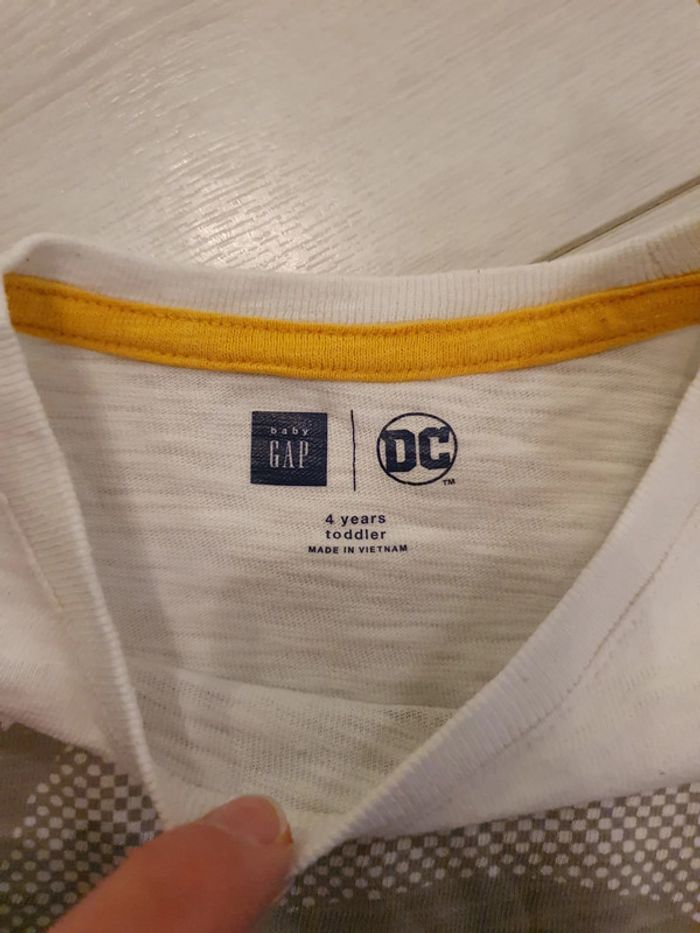 baby
GAP
DC
TM
4 years
toddler
MADE IN VIETNAM